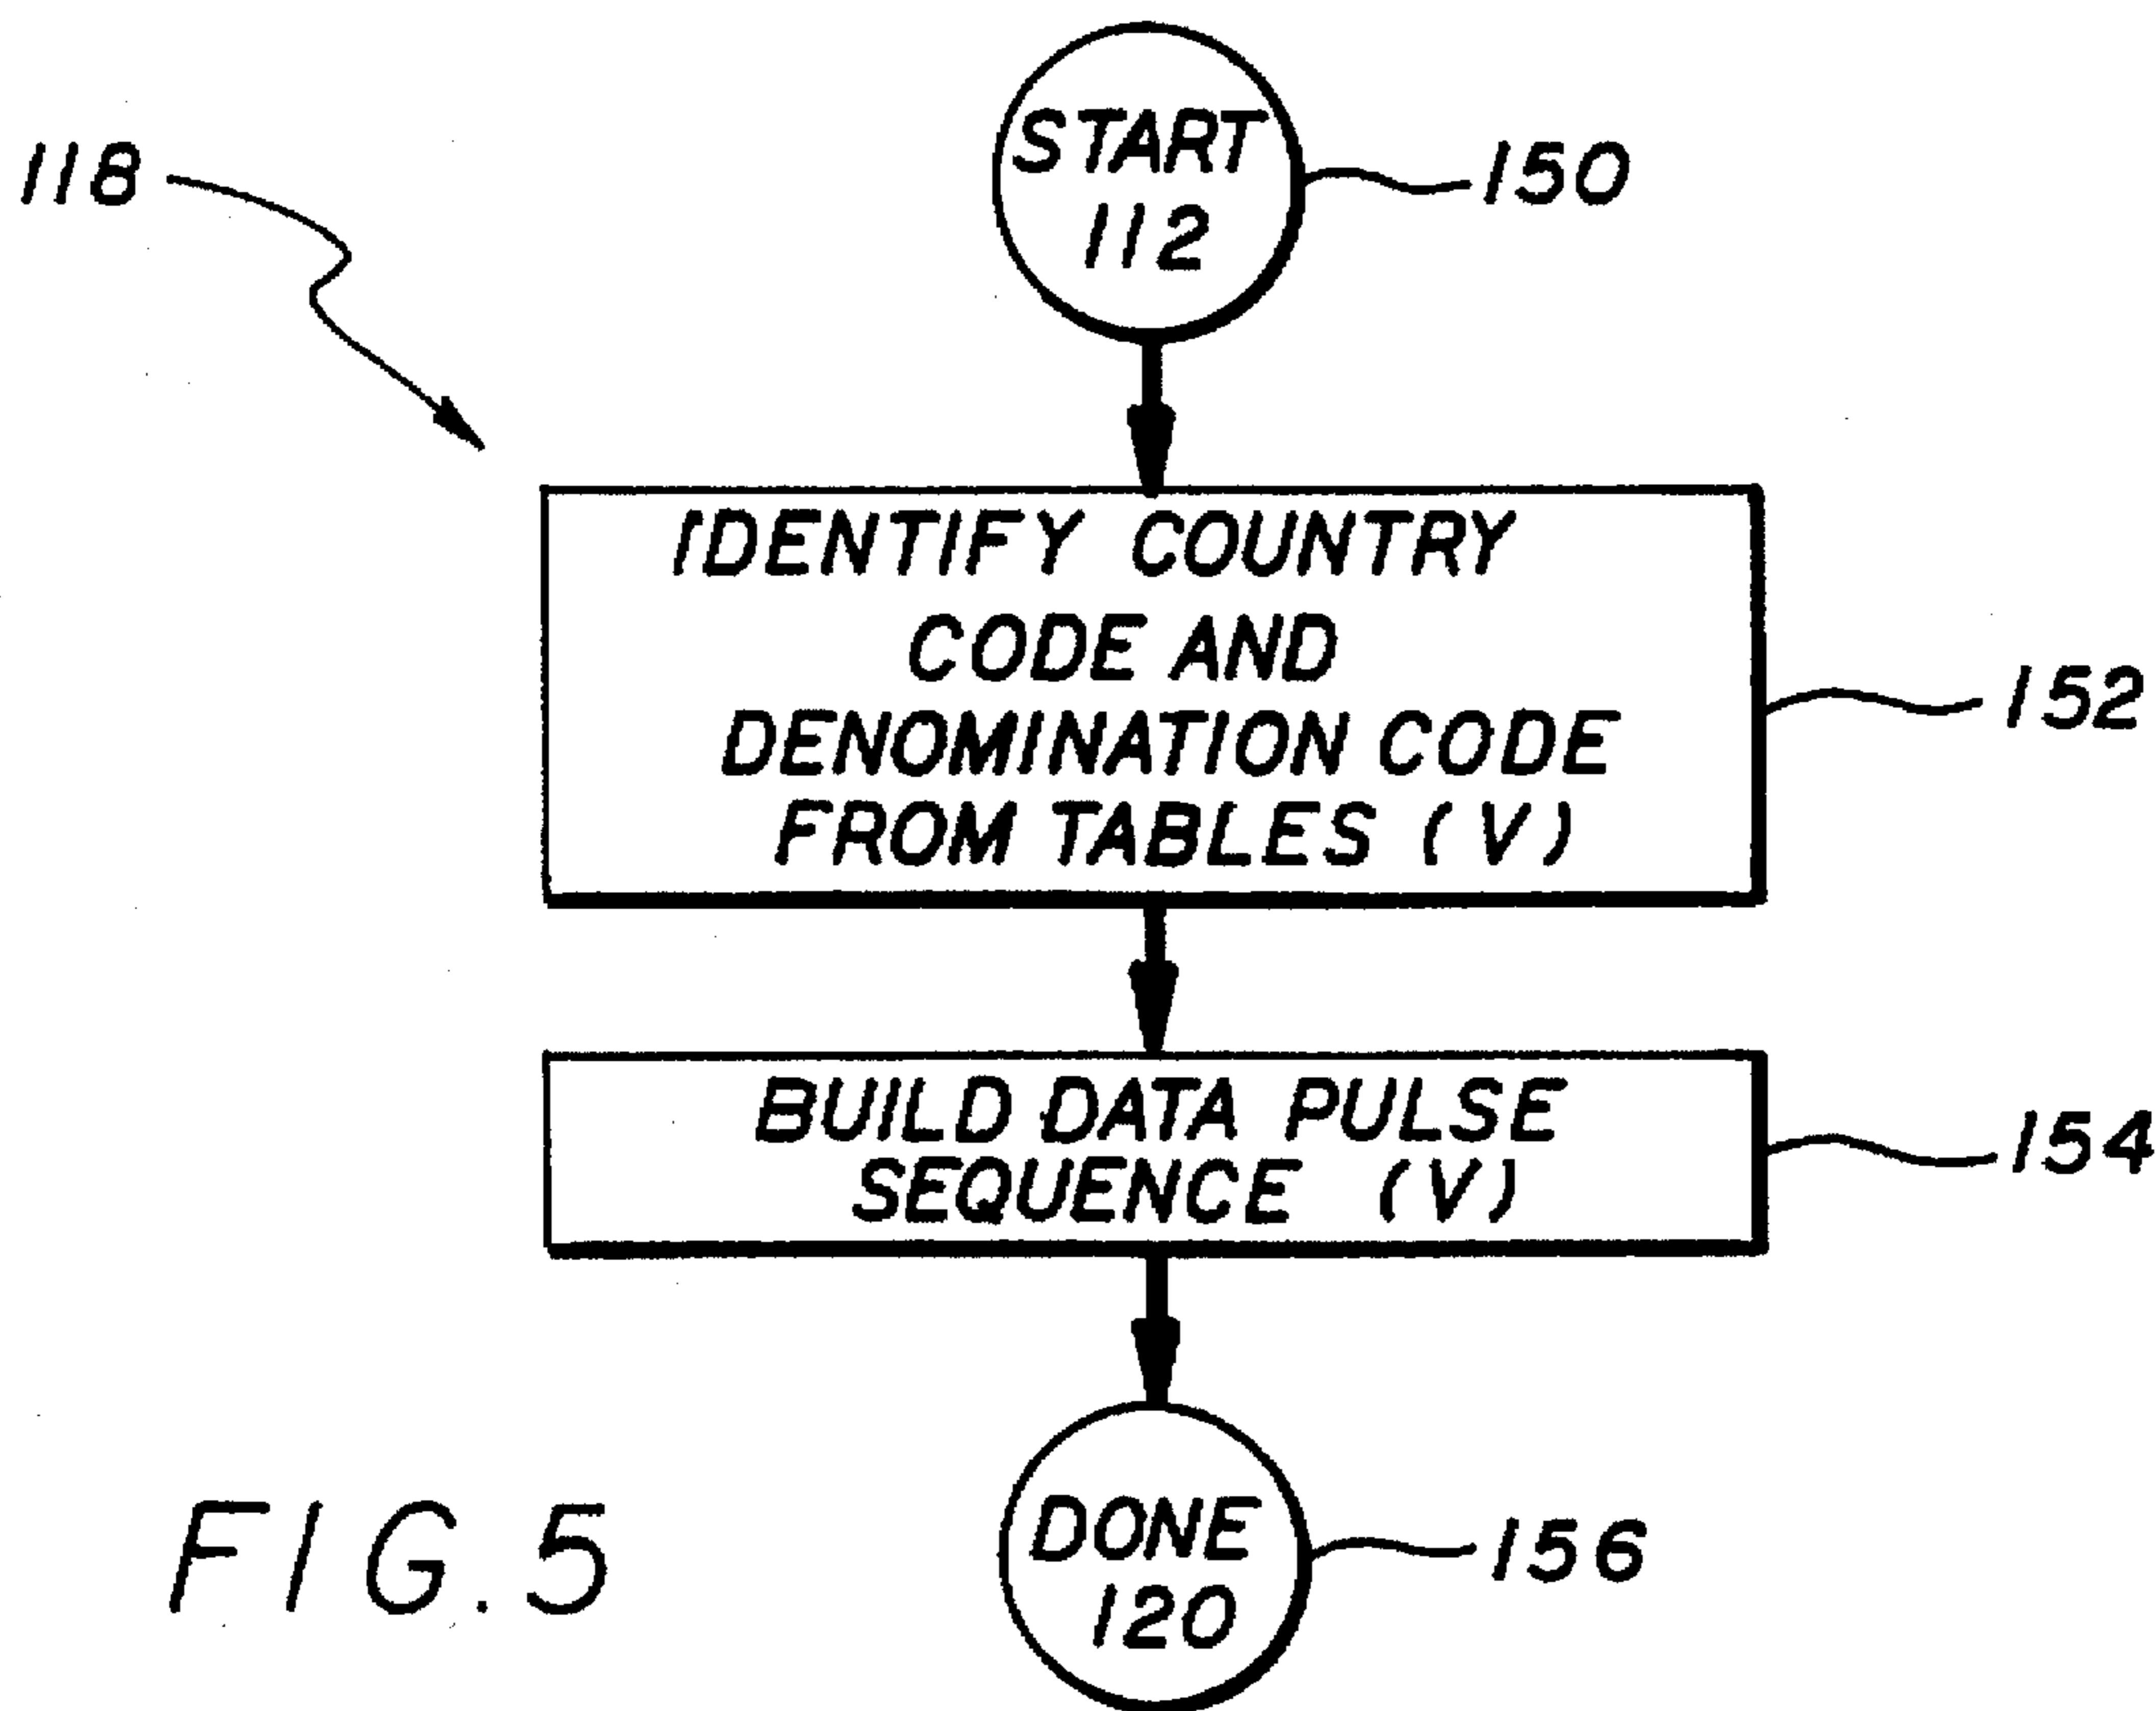 118
START
112
150
IDENTIFY COUNTRY
CODE AND
DENOMINATION CODE
FROM TABLES (V)
152
BUILD DATA PULSE
SEQUENCE (V)
154
DONE
120
156
FIG.5